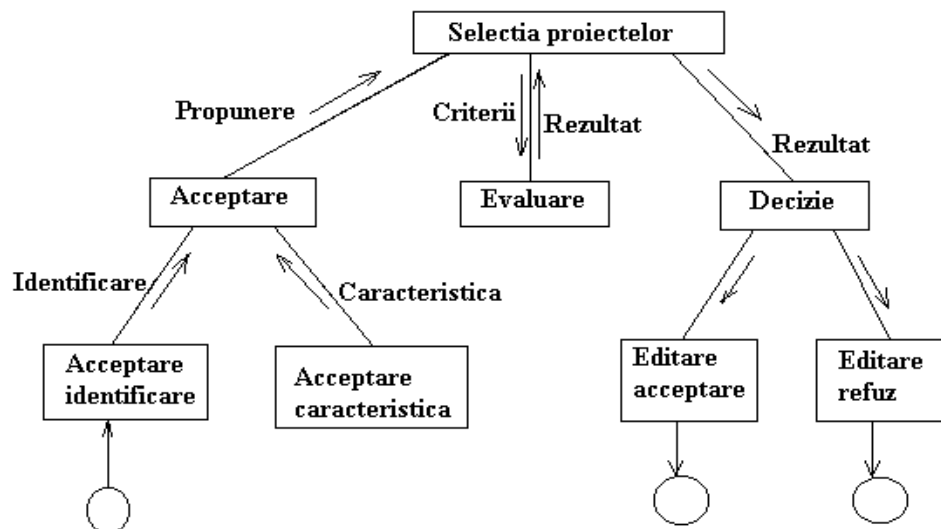 Selectia proiectelor
Propunere
Criterii
Rezultat
Rezultat
Acceptare
Evaluare
Decizie
Identificare
Caracteristica
Acceptare
identificare
Acceptare
caracteristica
Editare
acceptare
Editare
refuz